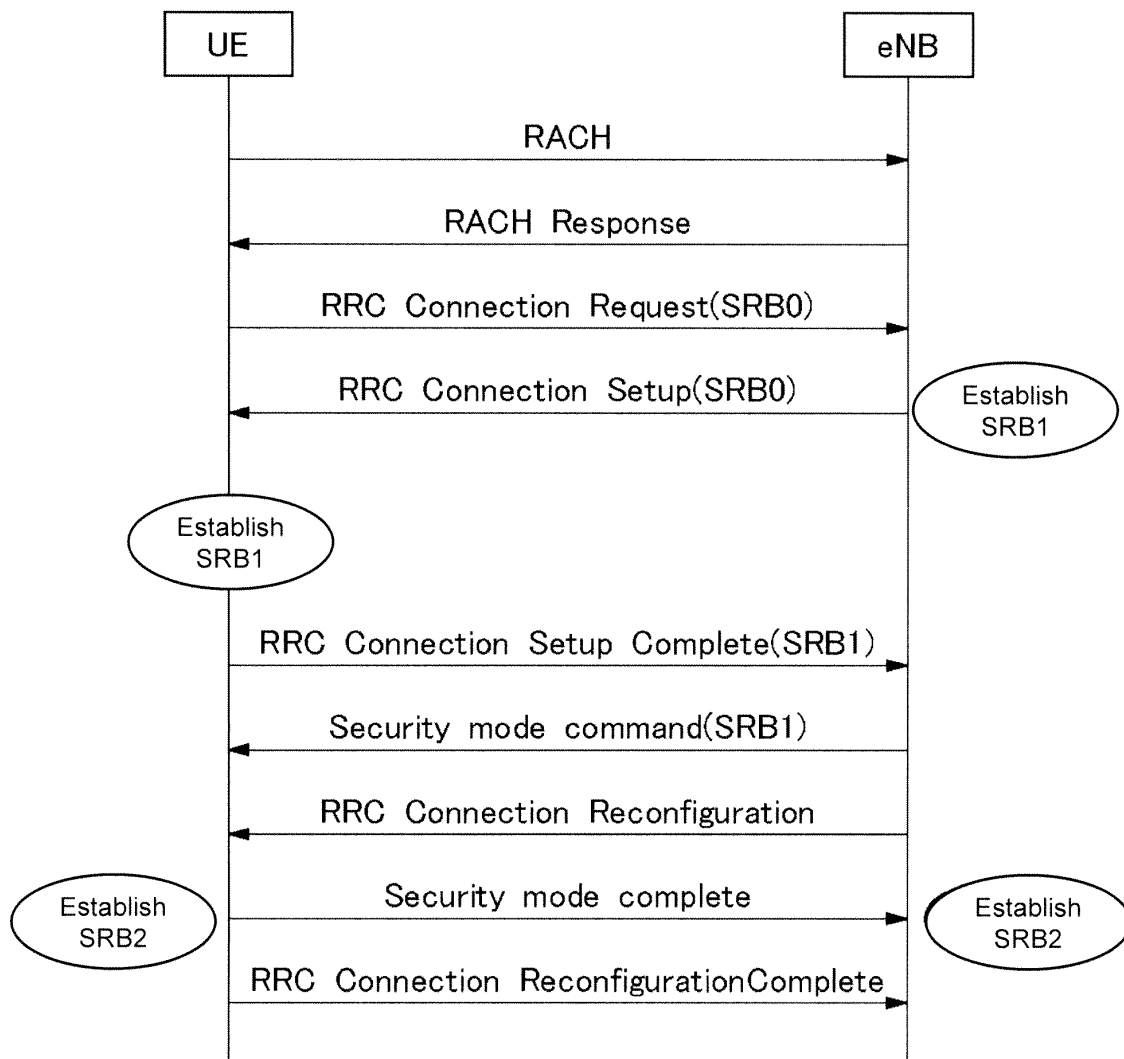 UE
eNB
RACH
RACH Response
RRC Connection Request(SRB0)
RRC Connection Setup(SRB0)
Establish
SRB1
Establish
SRB1
RRC Connection Setup Complete(SRB1)
Security mode command(SRB1)
RRC Connection Reconfiguration
Establish
SRB2
Security mode complete
Establish
SRB2
RRC Connection ReconfigurationComplete